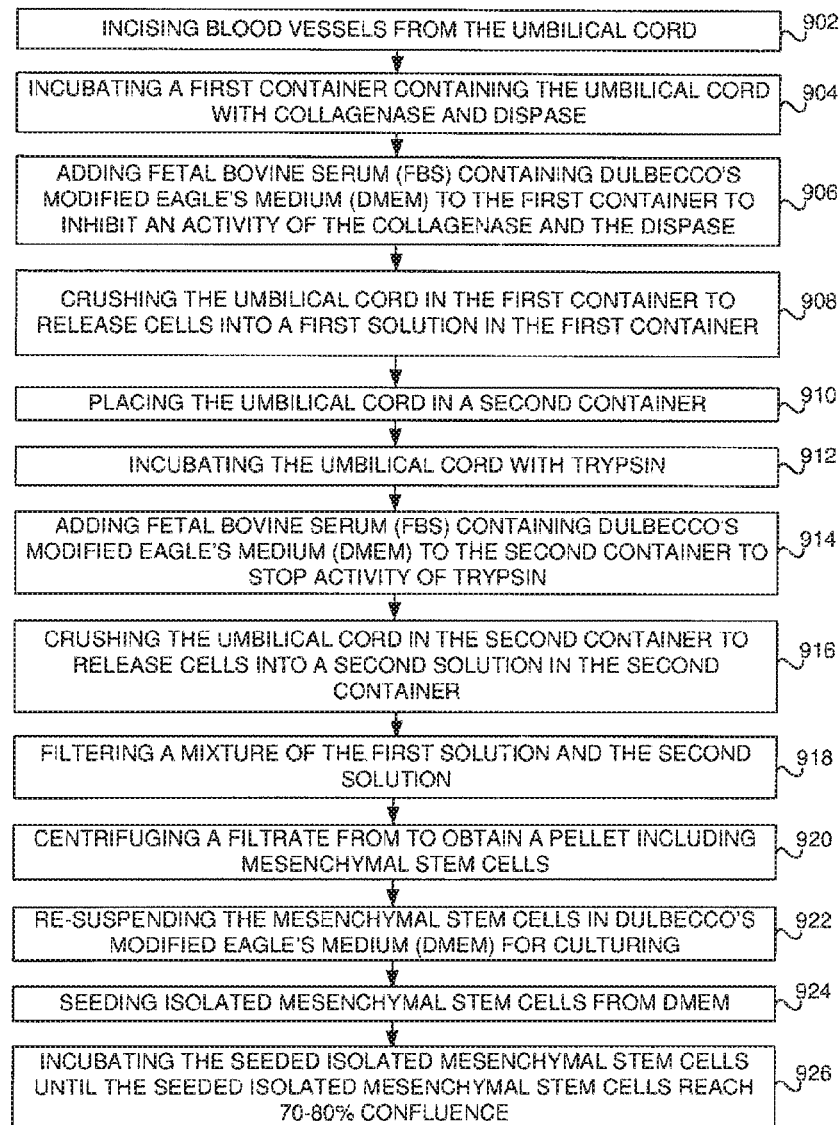 INCISING BLOOD VESSELS FROM THE UMBILICAL CORD
902
INCUBATING A FIRST CONTAINER CONTAINING THE UMBILICAL CORD
WITH COLLAGENASE AND DISPASE
904
ADDING FETAL BOVINE SERUM (FBS) CONTAINING DULBECCO'S
MODIFIED EAGLE'S MEDIUM (DMEM) TO THE FIRST CONTAINER TO
INHIBIT AN ACTIVITY OF THE COLLAGENASE AND THE DISPASE
906
CRUSHING THE UMBILICAL CORD IN THE FIRST CONTAINER TO
RELEASE CELLS INTO A FIRST SOLUTION IN THE FIRST CONTAINER
908
PLACING THE UMBILICAL CORD IN A SECOND CONTAINER
910
INCUBATING THE UMBILICAL CORD WITH TRYPSIN
912
ADDING FETAL BOVINE SERUM (FBS) CONTAINING DULBECCO'S
MODIFIED EAGLE'S MEDIUM (DMEM) TO THE SECOND CONTAINER TO
STOP ACTIVITY OF TRYPSIN
914
CRUSHING THE UMBILICAL CORD IN THE SECOND CONTAINER TO
RELEASE CELLS INTO A SECOND SOLUTION IN THE SECOND
CONTAINER
916
FILTERING A MIXTURE OF THE FIRST SOLUTION AND THE SECOND
SOLUTION
918
CENTRIFUGING A FILTRATE FROM TO OBTAIN A PELLET INCLUDING
MESENCHYMAL STEM CELLS
920
RE-SUSPENDING THE MESENCHYMAL STEM CELLS IN DULBECCO'S
MODIFIED EAGLE'S MEDIUM (DMEM) FOR CULTURING
922
SEEDING ISOLATED MESENCHYMAL STEM CELLS FROM DMEM
924
INCUBATING THE SEEDED ISOLATED MESENCHYMAL STEM CELLS
UNTIL THE SEEDED ISOLATED MESENCHYMAL STEM CELLS REACH
70-80% CONFLUENCE
926